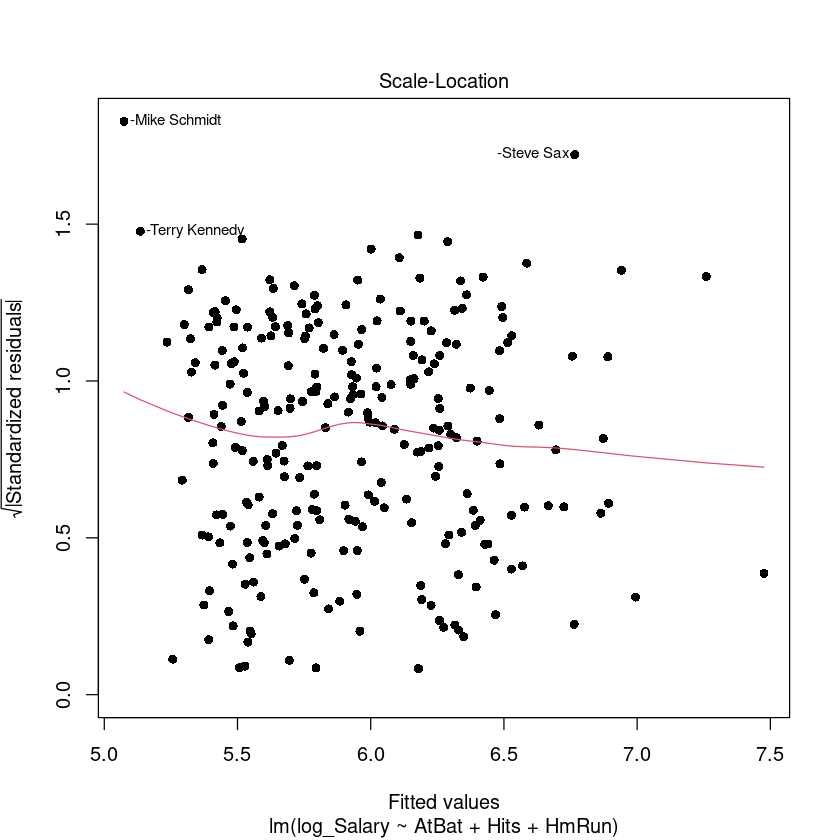 Scale-Location
-Mike Schmidt
-Steve Sax
-Terry Kennedy
√|Standardized residuals|
1.5
1.0
0.5
0.0
5.0 5.5 6.0 6.5 7.0 7.5
Fitted values
lm(log_Salary ~ AtBat + Hits + HmRun)